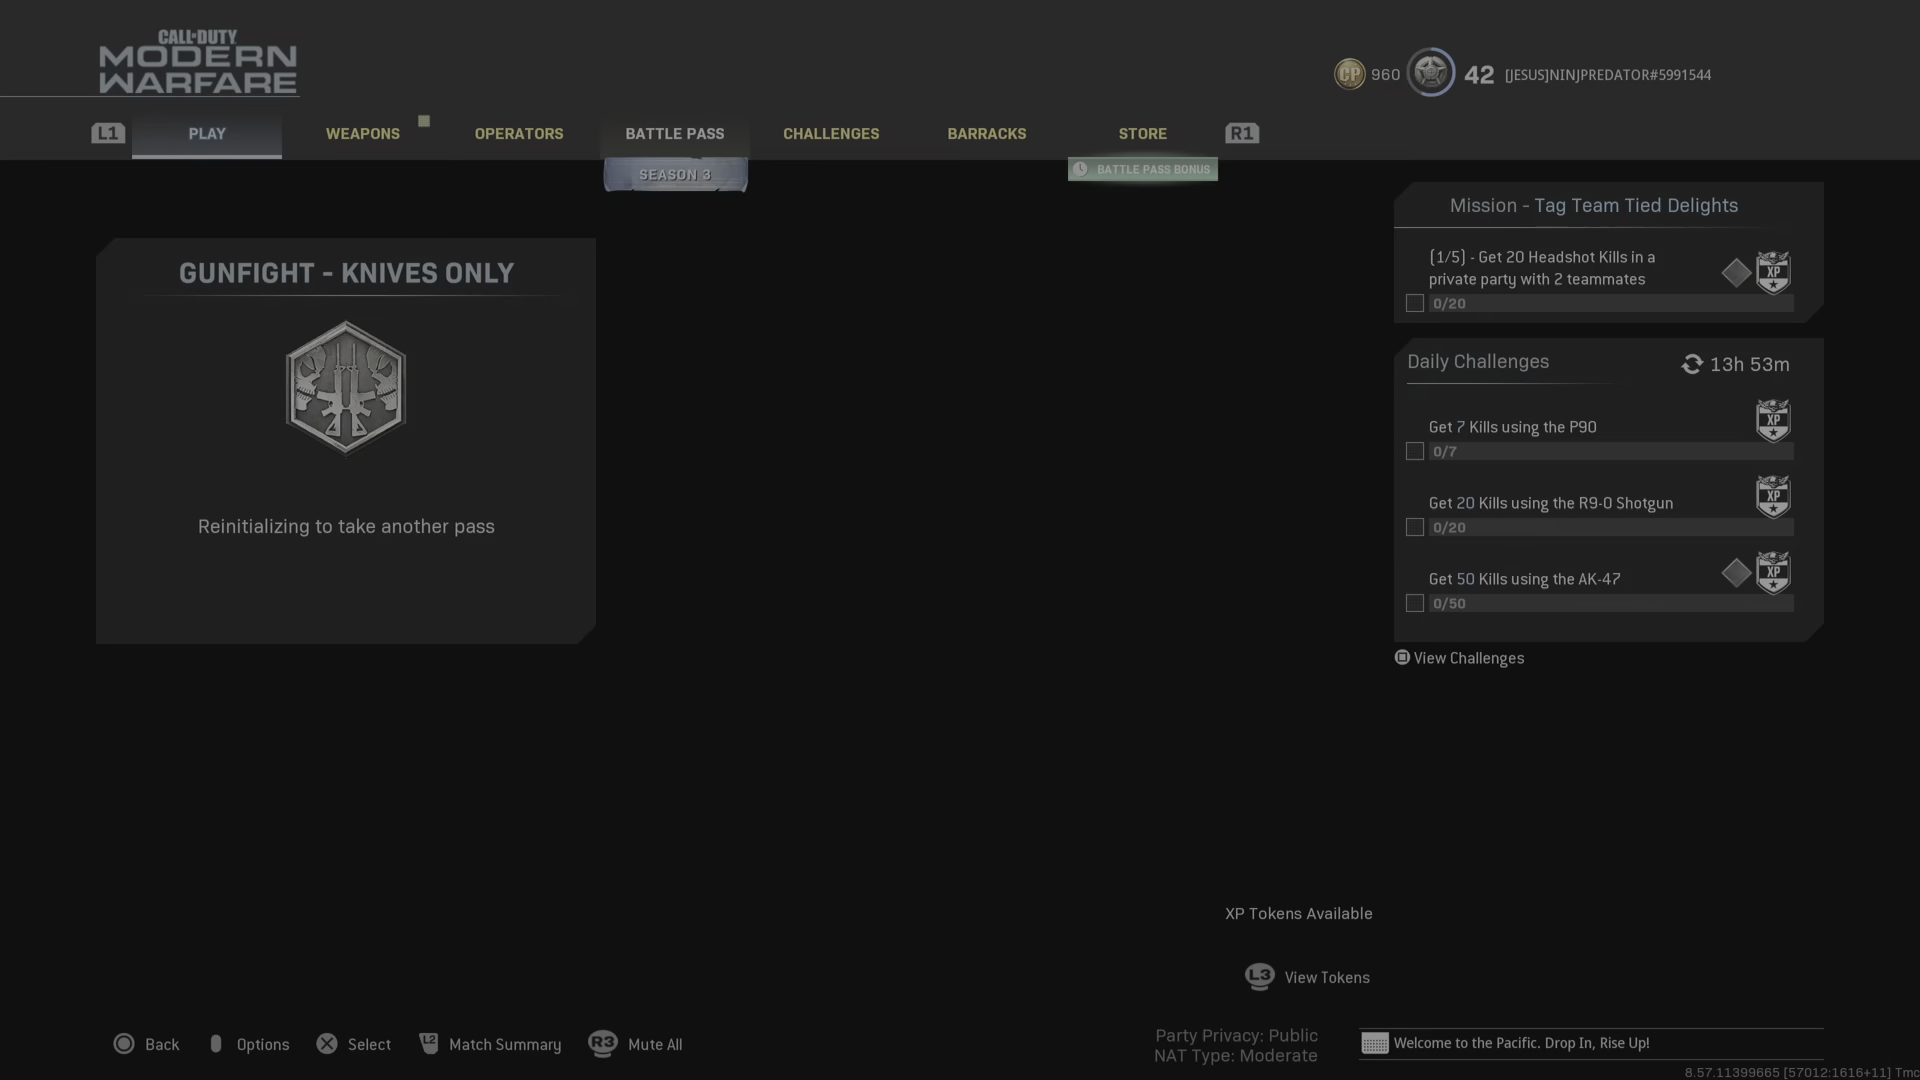 CALL OF DUTY
MODERN
WARFARE
CP 960 42 [JESUS]NINJPREDATOR#5991544
L1 PLAY WEAPONS OPERATORS BATTLE PASS CHALLENGES BARRACKS STORE R1
SEASON 3
BATTLE PASS BONUS
GUNFIGHT - KNIVES ONLY
Reinitializing to take another pass
Mission - Tag Team Tied Delights
(1/5) - Get 20 Headshot Kills in a
private party with 2 teammates
XP
0/20
Daily Challenges 13h 53m
Get 7 Kills using the P90
XP
0/7
Get 20 Kills using the R9-0 Shotgun
XP
0/20
Get 50 Kills using the AK-47
XP
0/50
View Challenges
XP Tokens Available
L3 View Tokens
Back Options Select L2 Match Summary R3 Mute All
Party Privacy: Public
NAT Type: Moderate
Welcome to the Pacific. Drop In, Rise Up!
8.57.11399665 [57012:1616+11] Tmc